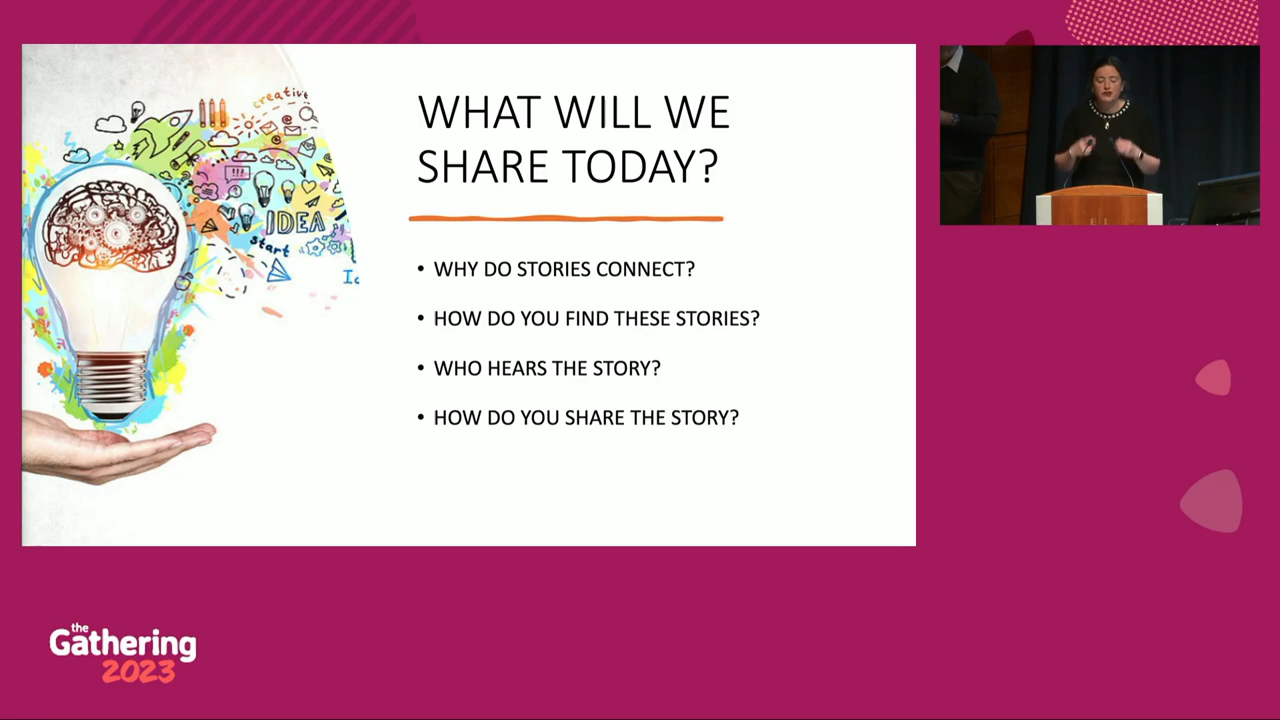 WHAT WILL WE
SHARE TODAY?
• WHY DO STORIES CONNECT?
• HOW DO YOU FIND THESE STORIES?
• WHO HEARS THE STORY?
• HOW DO YOU SHARE THE STORY?
creative
IDEA
start
the
Gathering
2023